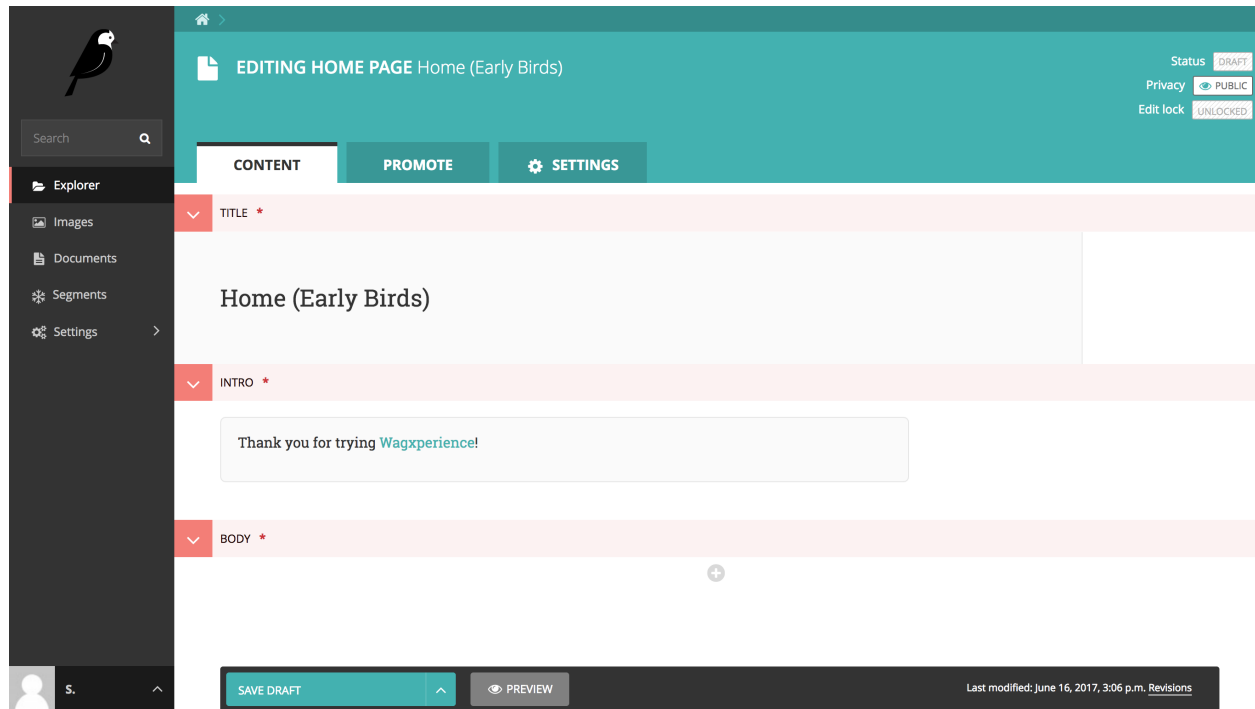 EDITING HOME PAGE Home (Early Birds)
Status DRAFT
Privacy PUBLIC
Edit lock UNLOCKED
Search
Explorer
Images
Documents
Segments
Settings
S.
CONTENT PROMOTE SETTINGS
TITLE *
Home (Early Birds)
INTRO *
Thank you for trying Wagxperience!
BODY *
SAVE DRAFT PREVIEW Last modified: June 16, 2017, 3:06 p.m. Revisions